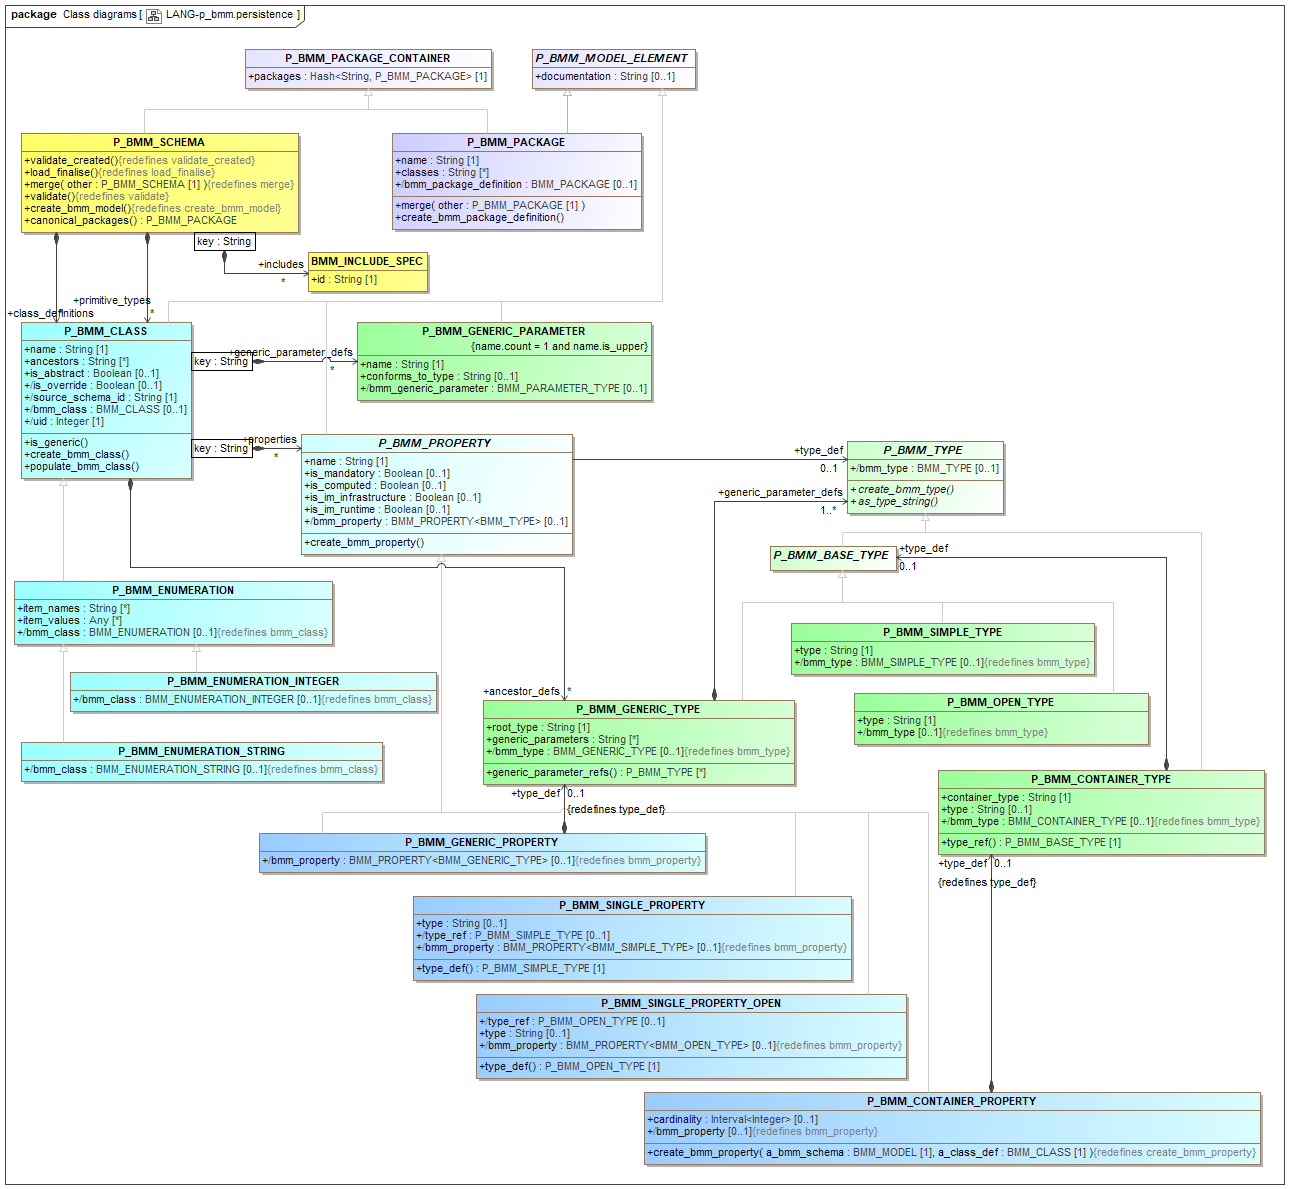 package Class diagrams [ LANG-p_bmm.persistence ]
P_BMM_PACKAGE_CONTAINER
+packages : Hash<String, P_BMM_PACKAGE> [1]
P_BMM_MODEL_ELEMENT
+documentation : String [0..1]
P_BMM_SCHEMA
+validate_created(){redefines validate_created}
+load_finalise(){redefines load_finalise}
+merge( other : P_BMM_SCHEMA [1] ){redefines merge}
+validate(){redefines validate}
+create_bmm_model(){redefines create_bmm_model}
+canonical_packages() : P_BMM_PACKAGE
P_BMM_PACKAGE
+name : String [1]
+classes : String [*]
+/bmm_package_definition : BMM_PACKAGE [0..1]
+merge( other : P_BMM_PACKAGE [1] )
+create_bmm_package_definition()
key : String
+includes
*
BMM_INCLUDE_SPEC
+id : String [1]
+primitive_types
*
+class_definitions
P_BMM_CLASS
+name : String [1]
+ancestors : String [*]
+is_abstract : Boolean [0..1]
+/is_override : Boolean [0..1]
+/source_schema_id : String [1]
+/bmm_class : BMM_CLASS [0..1]
+/uid : Integer [1]
+is_generic()
+create_bmm_class()
+populate_bmm_class()
key : String
+generic_parameter_defs
*
P_BMM_GENERIC_PARAMETER
{name.count = 1 and name.is_upper}
+name : String [1]
+conforms_to_type : String [0..1]
+/bmm_generic_parameter : BMM_PARAMETER_TYPE [0..1]
key : String
+properties
*
P_BMM_PROPERTY
+name : String [1]
+is_mandatory : Boolean [0..1]
+is_computed : Boolean [0..1]
+is_im_infrastructure : Boolean [0..1]
+is_im_runtime : Boolean [0..1]
+/bmm_property : BMM_PROPERTY<BMM_TYPE> [0..1]
+create_bmm_property()
+type_def
0..1
P_BMM_TYPE
+/bmm_type : BMM_TYPE [0..1]
+create_bmm_type()
+as_type_string()
+generic_parameter_defs
1..*
P_BMM_BASE_TYPE
+type_def
0..1
P_BMM_ENUMERATION
+item_names : String [*]
+item_values : Any [*]
+/bmm_class : BMM_ENUMERATION [0..1]{redefines bmm_class}
P_BMM_SIMPLE_TYPE
+type : String [1]
+/bmm_type : BMM_SIMPLE_TYPE [0..1]{redefines bmm_type}
P_BMM_ENUMERATION_INTEGER
+/bmm_class : BMM_ENUMERATION_INTEGER [0..1]{redefines bmm_class}
+ancestor_defs
*
P_BMM_GENERIC_TYPE
+root_type : String [1]
+generic_parameters : String [*]
+/bmm_type : BMM_GENERIC_TYPE [0..1]{redefines bmm_type}
+generic_parameter_refs() : P_BMM_TYPE [*]
P_BMM_OPEN_TYPE
+type : String [1]
+/bmm_type [0..1]{redefines bmm_type}
P_BMM_ENUMERATION_STRING
+/bmm_class : BMM_ENUMERATION_STRING [0..1]{redefines bmm_class}
P_BMM_CONTAINER_TYPE
+container_type : String [1]
+type : String [0..1]
+/bmm_type : BMM_CONTAINER_TYPE [0..1]{redefines bmm_type}
+type_ref() : P_BMM_BASE_TYPE [1]
+type_def
0..1
{redefines type_def}
P_BMM_GENERIC_PROPERTY
+/bmm_property : BMM_PROPERTY<BMM_GENERIC_TYPE> [0..1]{redefines bmm_property}
+type_def
0..1
{redefines type_def}
P_BMM_SINGLE_PROPERTY
+type : String [0..1]
+/type_ref : P_BMM_SIMPLE_TYPE [0..1]
+/bmm_property : BMM_PROPERTY<BMM_SIMPLE_TYPE> [0..1]{redefines bmm_property}
+type_def() : P_BMM_SIMPLE_TYPE [1]
P_BMM_SINGLE_PROPERTY_OPEN
+/type_ref : P_BMM_OPEN_TYPE [0..1]
+type : String [0..1]
+/bmm_property : BMM_PROPERTY<BMM_OPEN_TYPE> [0..1]{redefines bmm_property}
+type_def() : P_BMM_OPEN_TYPE [1]
P_BMM_CONTAINER_PROPERTY
+cardinality : Interval<Integer> [0..1]
+/bmm_property [0..1]{redefines bmm_property}
+create_bmm_property( a_bmm_schema : BMM_MODEL [1], a_class_def : BMM_CLASS [1] ){redefines create_bmm_property}